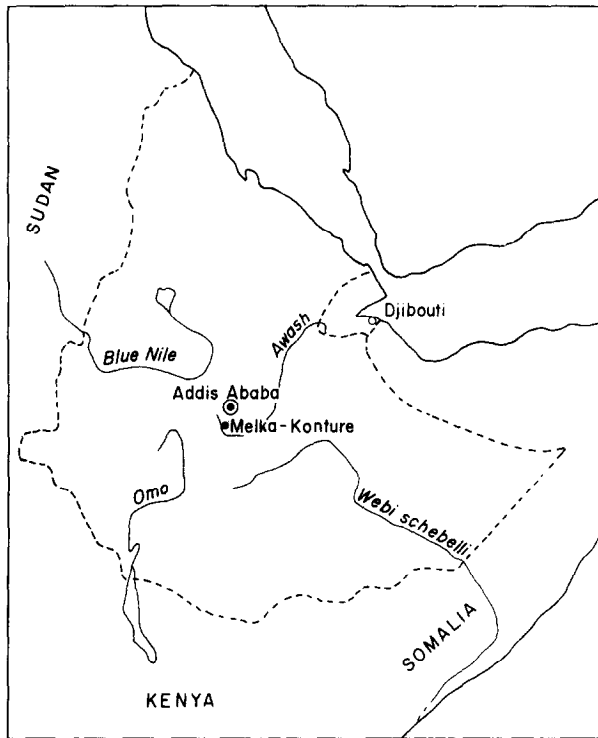 SUDAN
Djibouti
Awash
Blue Nile
Addis Ababa
Melka-Konture
Omo
Webi schebelli
SOMALIA
KENYA